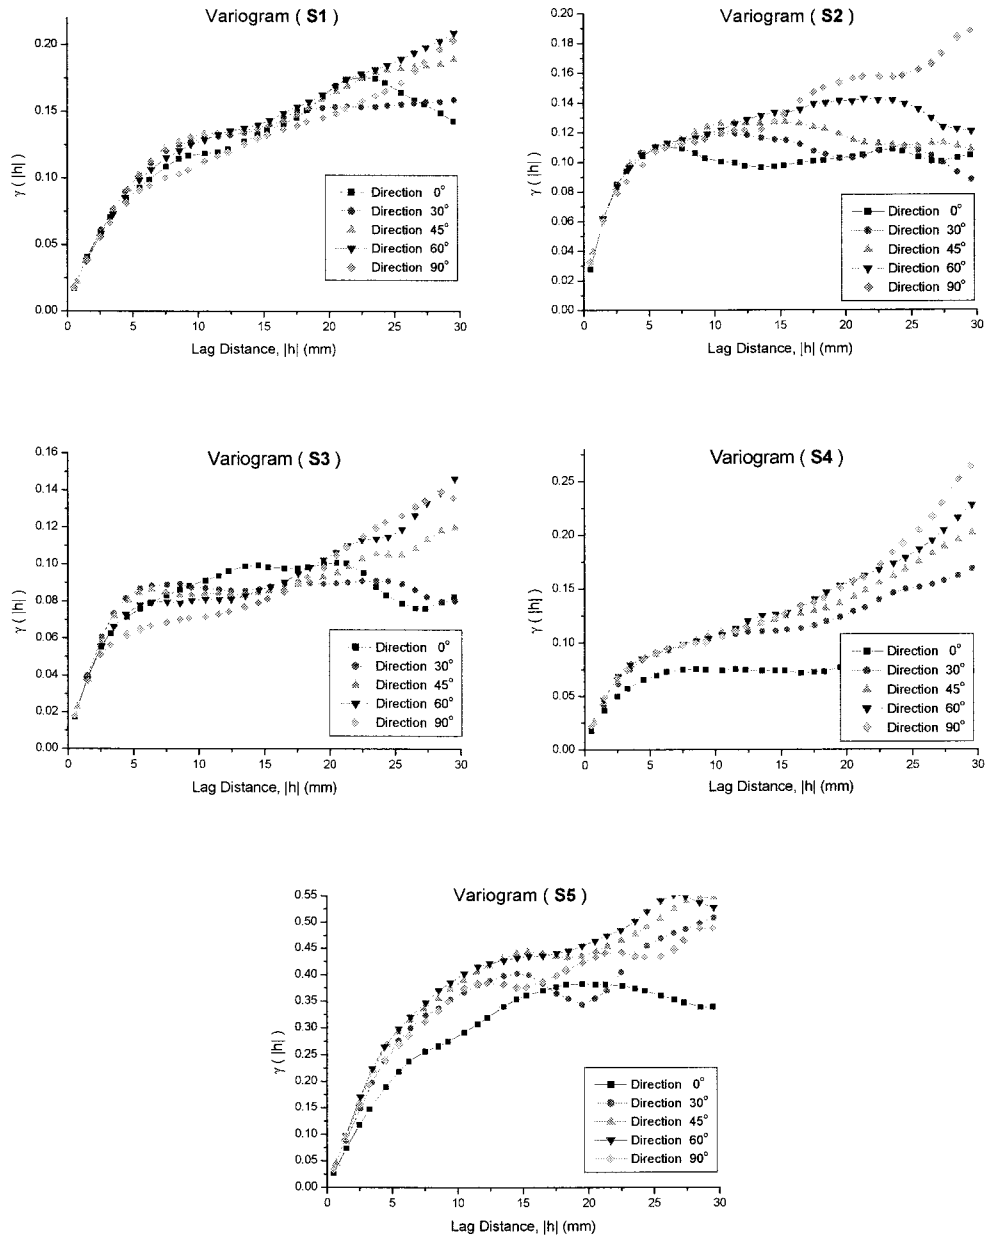 Variogram ( S1 )
γ ( |h| )
0.20
0.15
0.10
0.05
0.00
Direction 0°
Direction 30°
Direction 45°
Direction 60°
Direction 90°
0 5 10 15 20 25 30
Lag Distance, |h| (mm)
Variogram ( S2 )
γ ( |h| )
0.20
0.18
0.16
0.14
0.12
0.10
0.08
0.06
0.04
0.02
0.00
Direction 0°
Direction 30°
Direction 45°
Direction 60°
Direction 90°
0 5 10 15 20 25 30
Lag Distance, |h| (mm)
Variogram ( S3 )
γ ( |h| )
0.16
0.14
0.12
0.10
0.08
0.06
0.04
0.02
0.00
Direction 0°
Direction 30°
Direction 45°
Direction 60°
Direction 90°
0 5 10 15 20 25 30
Lag Distance, |h| (mm)
Variogram ( S4 )
γ ( |h| )
0.25
0.20
0.15
0.10
0.05
0.00
Direction 0°
Direction 30°
Direction 45°
Direction 60°
Direction 90°
0 5 10 15 20 25 30
Lag Distance, |h| (mm)
Variogram ( S5 )
γ ( |h| )
0.55
0.50
0.45
0.40
0.35
0.30
0.25
0.20
0.15
0.10
0.05
0.00
Direction 0°
Direction 30°
Direction 45°
Direction 60°
Direction 90°
0 5 10 15 20 25 30
Lag Distance, |h| (mm)